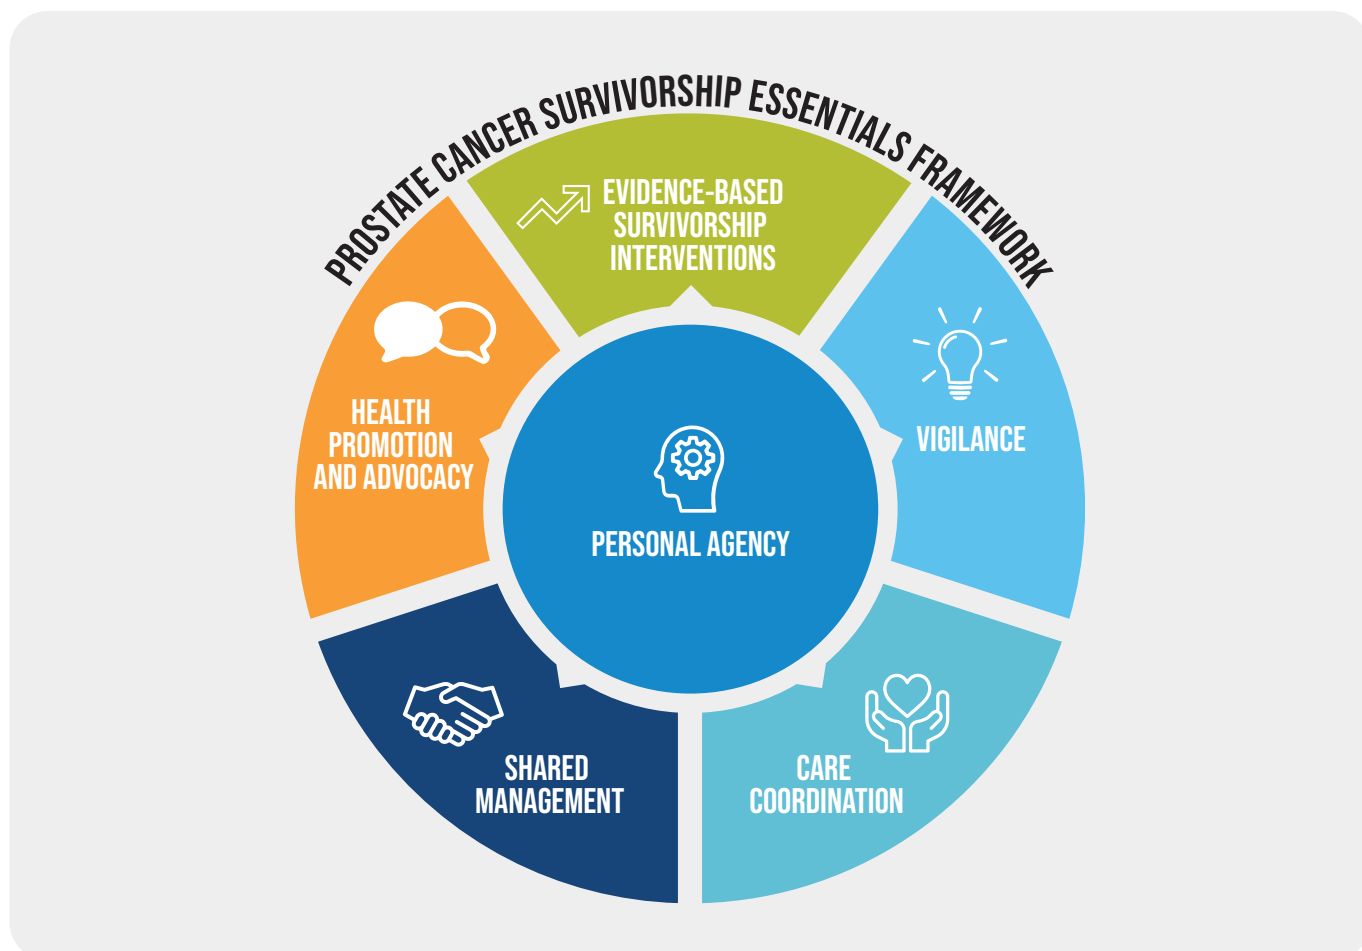 PROSTATE CANCER SURVIVORSHIP ESSENTIALS FRAMEWORK
EVIDENCE-BASED
SURVIVORSHIP
INTERVENTIONS
HEALTH
PROMOTION
AND ADVOCACY
VIGILANCE
PERSONAL AGENCY
SHARED
MANAGEMENT
CARE
COORDINATION